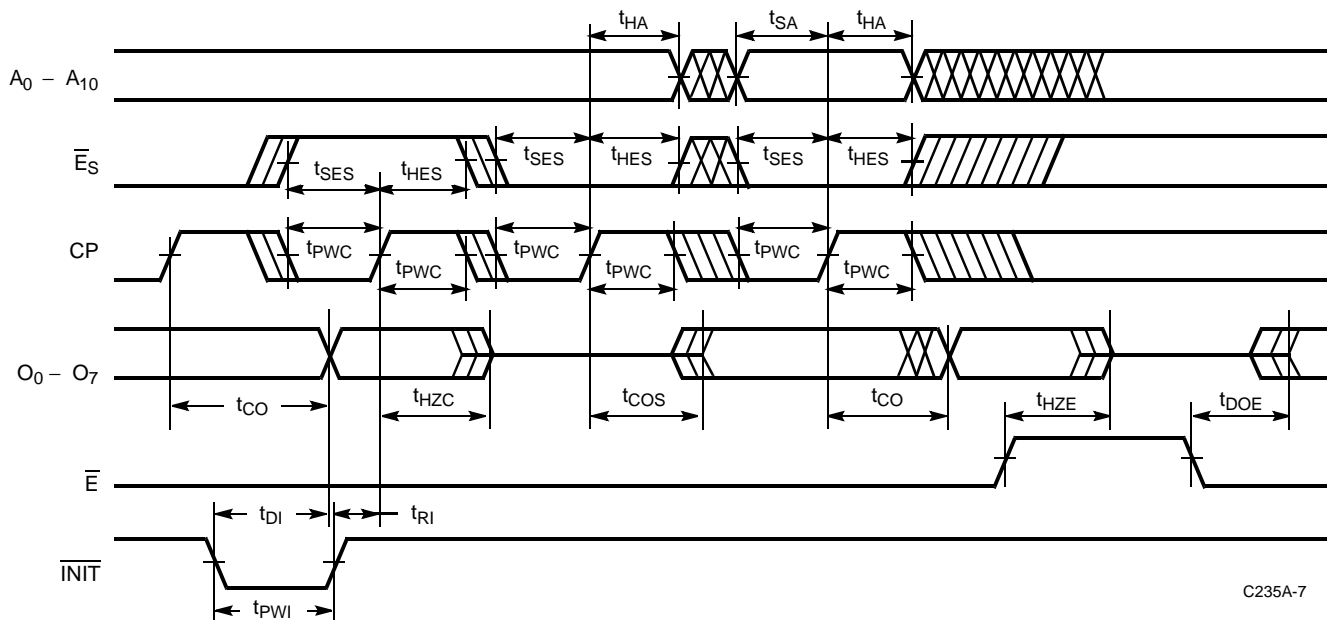 tHA tSA tHA
A0 – A10
ES tSES tHES tSES tHES tSES tHES
CP tPWC tPWC tPWC tPWC tPWC tPWC
O0 – O7
tCO tHZC tCOS tCO tHZE tDOE
E
tDI tRI
INIT
tPWI
C235A-7